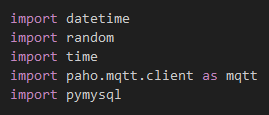 import datetime
import random
import time
import paho.mqtt.client as mqtt
import pymysql